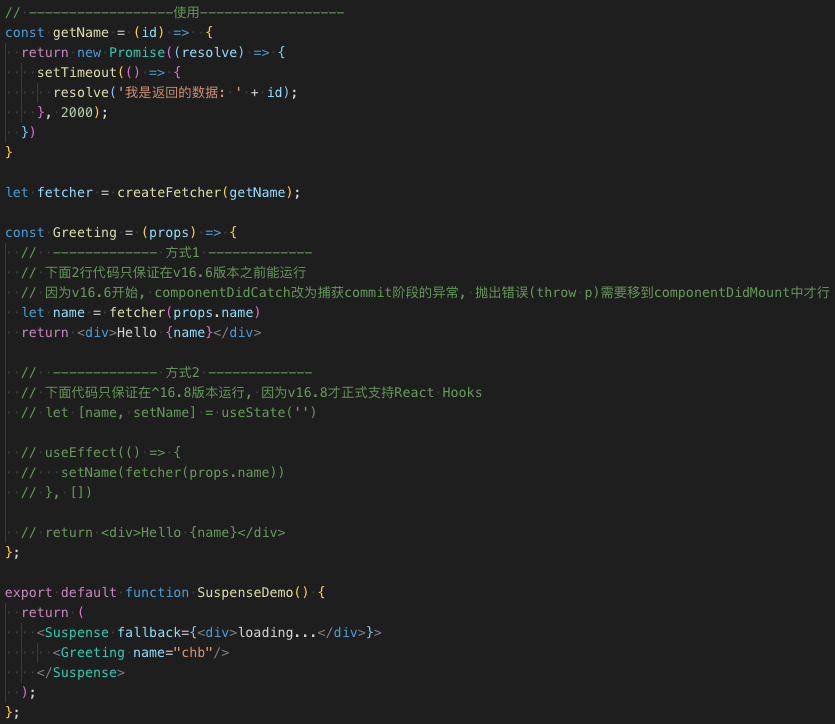 // ------------------使用------------------
const getName = (id) =>  {
  return new Promise((resolve) => {
    setTimeout(() => {
      resolve('我是返回的数据: ' + id);
    }, 2000);
  })
}

let fetcher = createFetcher(getName);

const Greeting = (props) => {
  //  ------------- 方式1 -------------
  // 下面2行代码只保证在v16.6版本之前能运行
  // 因为v16.6开始, componentDidCatch改为捕获commit阶段的异常, 抛出错误(throw p)需要移到componentDidMount中才行
  let name = fetcher(props.name)
  return <div>Hello {name}</div>

  //  ------------- 方式2 -------------
  // 下面代码只保证在^16.8版本运行, 因为v16.8才正式支持React Hooks
  // let [name, setName] = useState('')

  // useEffect(() => {
  //   setName(fetcher(props.name))
  // }, [])

  // return <div>Hello {name}</div>
};

export default function SuspenseDemo() {
  return (
    <Suspense fallback={<div>loading...</div>}>
      <Greeting name="chb"/>
    </Suspense>
  );
};